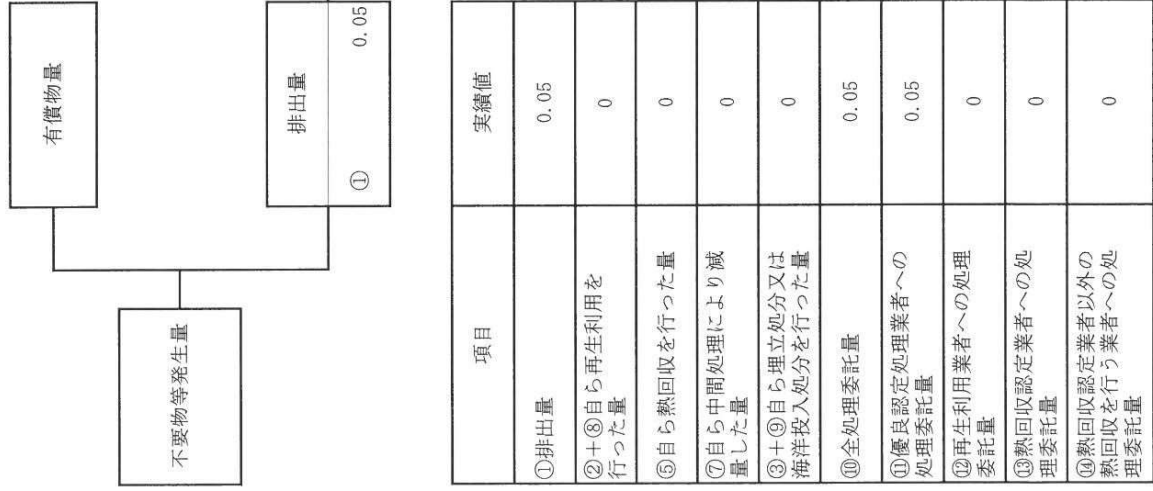 有償物量
不要物等発生量
排出量
① 0.05
項目 実績値
①排出量 0.05
②+⑧自ら再生利用を
行った量 0
⑤自ら熱回収を行った量 0
⑦自ら中間処理により減
量した量 0
③+⑨自ら埋立処分又は
海洋投入処分を行った量 0
⑩全処理委託量 0.05
⑪優良認定処理業者への
処理委託量 0.05
⑫再生利用業者への処理
委託量 0
⑬熱回収認定業者への処
理委託量 0
⑭熱回収認定業者以外の
熱回収を行う業者への処
理委託量 0